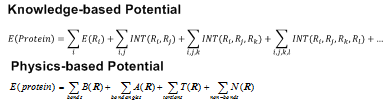 Knowledge-based Potential
E(Protein) = ∑_i E(R_i) + ∑_{i,j} INT(R_i, R_j) + ∑_{i,j,k} INT(R_i, R_j, R_k) + ∑_{i,j,k,l} INT(R_i, R_j, R_k, R_l) + ...
Physics-based Potential
E(protein) = ∑_{bonds} B(R) + ∑_{bond angles} A(R) + ∑_{torsions} T(R) + ∑_{non-bonds} N(R)